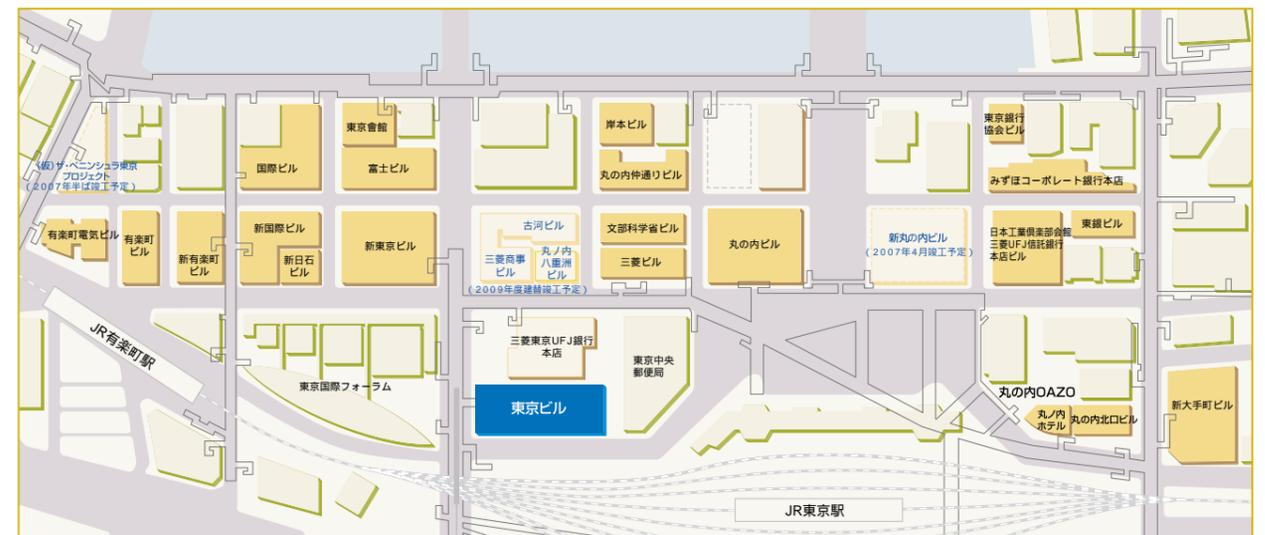 東京會館
岸本ビル
東京銀行
協会ビル
(仮)ザ・ペニンシュラ東京
プロジェクト
(2007年半ば竣工予定)
国際ビル
富士ビル
丸の内仲通りビル
みずほコーポレート銀行本店
有楽町電気ビル
有楽町
ビル
新有楽町
ビル
新国際ビル
新日石
ビル
新東京ビル
古河ビル
三菱商事
ビル
丸ノ内
八重洲
ビル
(2009年度建替竣工予定)
文部科学省ビル
三菱ビル
丸の内ビル
新丸の内ビル
(2007年4月竣工予定)
日本工業倶楽部会館
三菱UFJ信託銀行
本店ビル
東銀ビル
JR有楽町駅
東京国際フォーラム
三菱東京UFJ銀行
本店
東京中央
郵便局
東京ビル
丸の内OAZO
丸ノ内
ホテル
丸の内北口ビル
新大手町ビル
JR東京駅